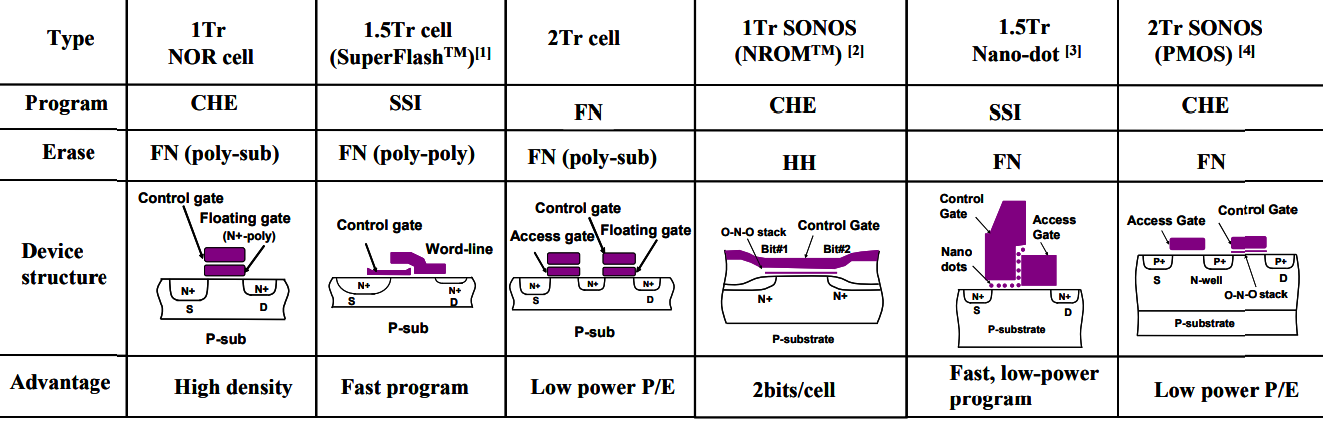 Type
1Tr
NOR cell
1.5Tr cell
(SuperFlash™)[1]
2Tr cell
1Tr SONOS
(NROM™) [2]
1.5Tr
Nano-dot [3]
2Tr SONOS
(PMOS) [4]
Program
CHE
SSI
FN
CHE
SSI
CHE
Erase
FN (poly-sub)
FN (poly-poly)
FN (poly-sub)
HH
FN
FN
Device
structure
Control gate
Floating gate
(N+-poly)
N+
N+
S
D
P-sub
Control gate
Word-line
N+
N+
S
D
P-sub
Control gate
Access gate
Floating gate
N+
N+
N+
S
D
P-sub
O-N-O stack
Control Gate
Bit#1
Bit#2
N+
N+
P-substrate
Control
Gate
Access
Gate
Nano
dots
N+
N+
S
D
P-substrate
Access Gate
Control Gate
P+
P+
P+
S
N-well
D
O-N-O stack
P-substrate
Advantage
High density
Fast program
Low power P/E
2bits/cell
Fast, low-power
program
Low power P/E